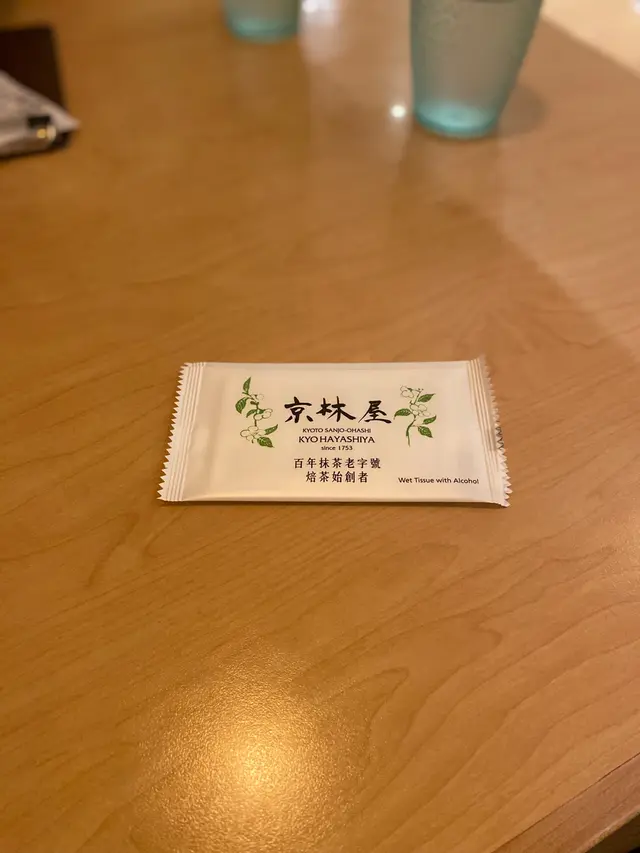 京林屋
KYOTO SANJO-OHASHI
KYO HAYASHIYA
since 1753
百年抹茶老字號
焙茶始創者
Wet Tissue with Alcohol